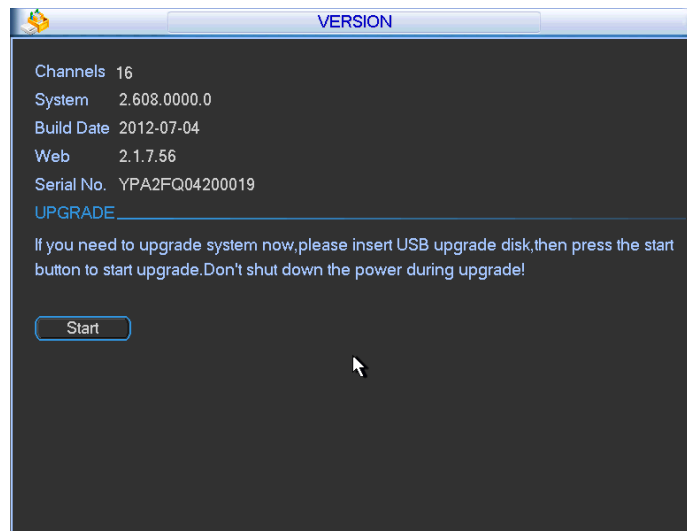 VERSION
Channels 16
System 2.608.0000.0
Build Date 2012-07-04
Web 2.1.7.56
Serial No. YPA2FQ04200019
UPGRADE
If you need to upgrade system now,please insert USB upgrade disk,then press the start
button to start upgrade.Don't shut down the power during upgrade!
Start